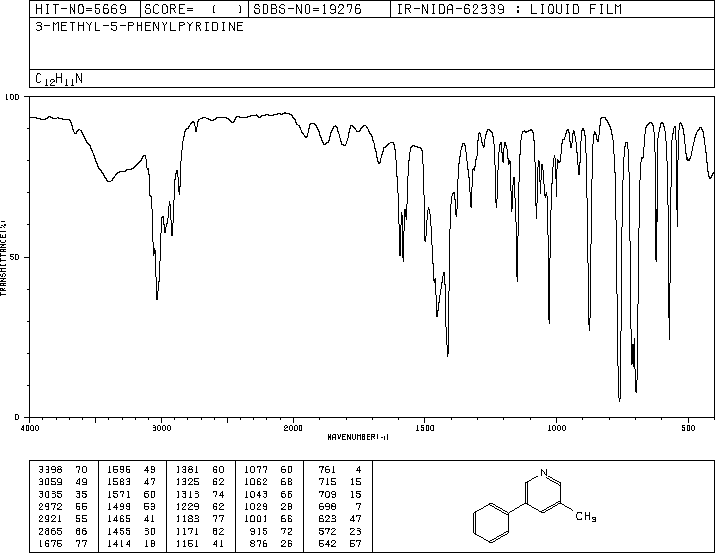 HIT-NO=5669 SCORE= ( ) SDBS-NO=19276 IR-NIDA-62339 : LIQUID FILM
3-METHYL-5-PHENYLPYRIDINE
C12H11N
100
50
0
TRANSMITTANCE(%)
4000 3000 2000 1500 1000 500
WAVENUMBER(-1)
3398 70 1596 49 1381 60 1077 60 761 4
3059 49 1583 47 1325 62 1062 68 715 15
3035 35 1571 60 1313 74 1043 66 709 15
2972 55 1499 53 1229 62 1029 28 698 7
2921 55 1465 41 1183 77 1001 66 623 47
2865 66 1455 30 1171 62 915 72 572 23
1675 77 1414 18 1151 41 876 26 542 57
N
CH3